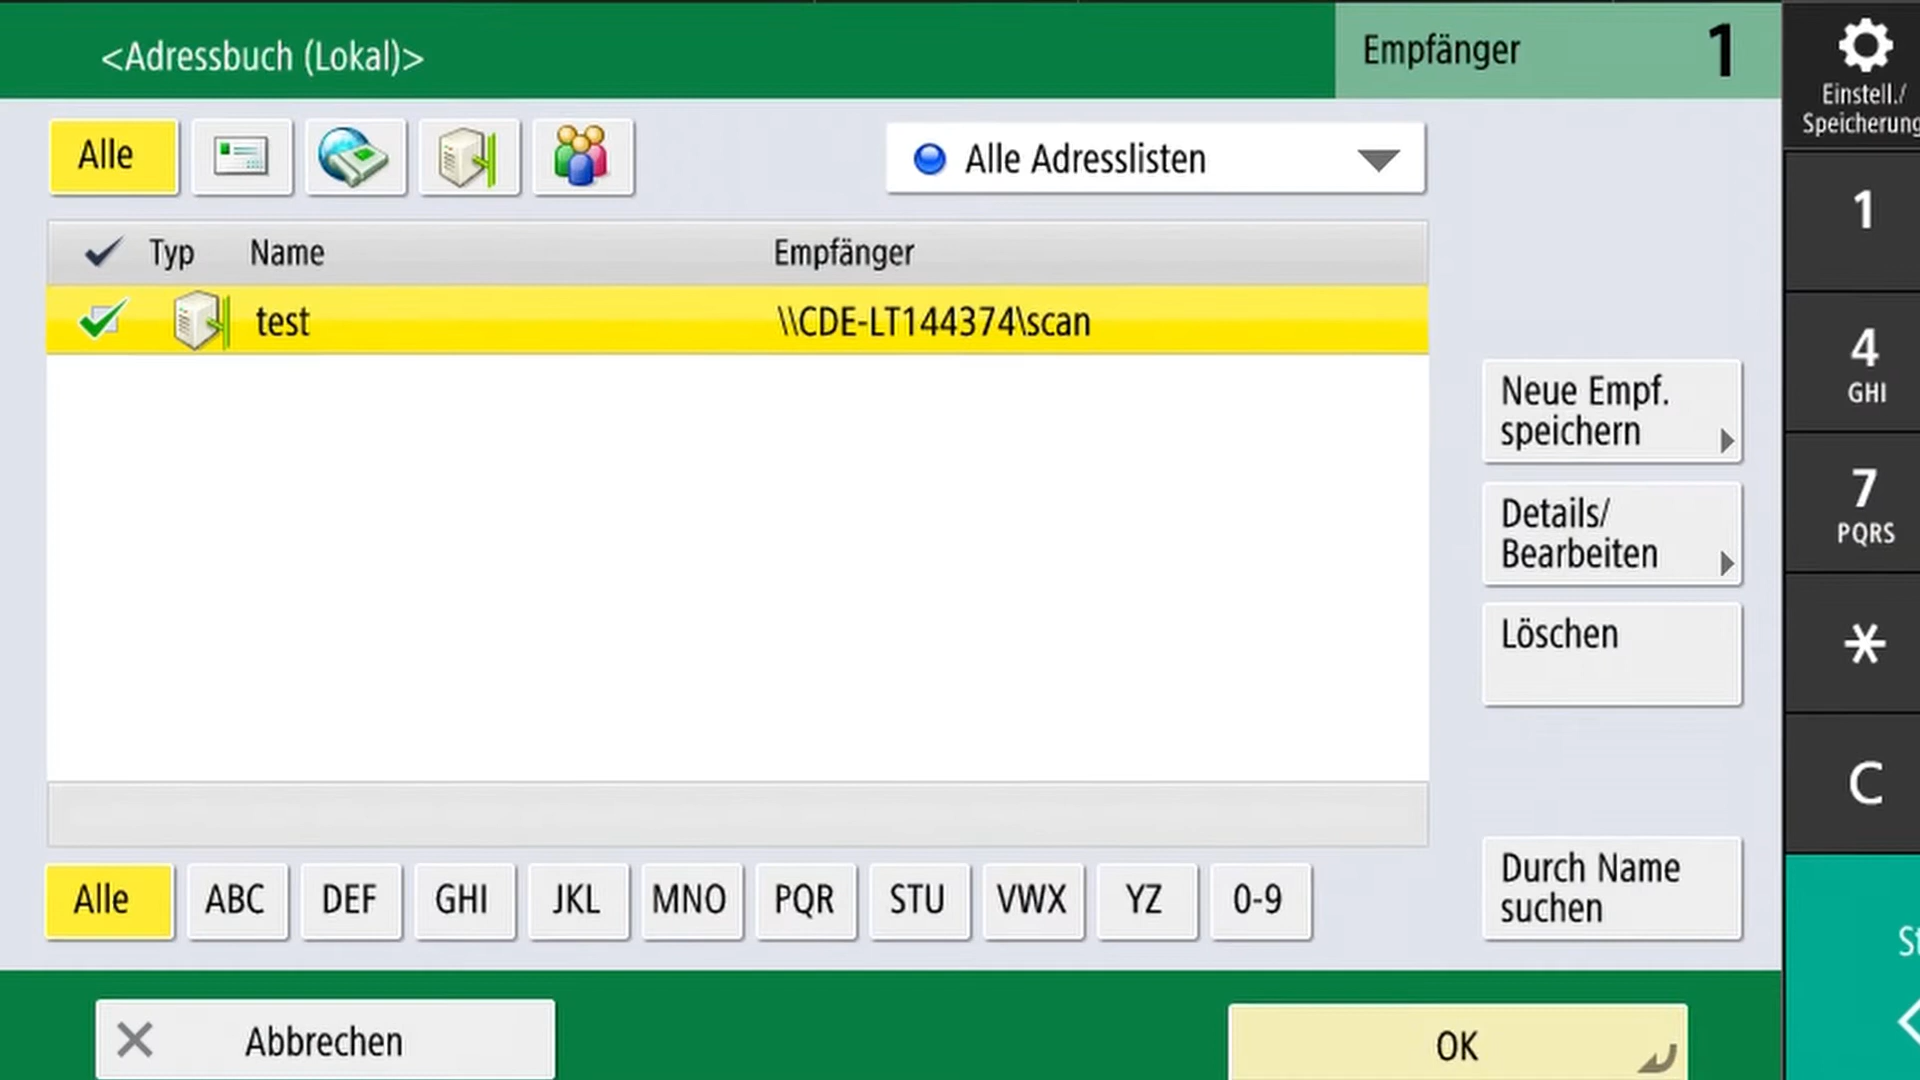 <Adressbuch (Lokal)>
Empfänger 1
Einstell./
Speicherung
Alle
Alle Adresslisten
Typ Name Empfänger
test \\CDE-LT144374\scan
Neue Empf.
speichern
Details/
Bearbeiten
Löschen
Durch Name
suchen
1
4
GHI
7
PQRS
*
C
Alle ABC DEF GHI JKL MNO PQR STU VWX YZ 0-9
Abbrechen
OK